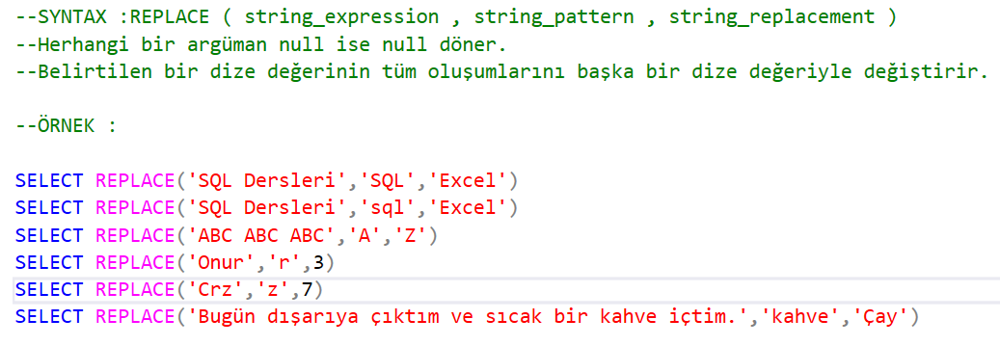 --SYNTAX :REPLACE ( string_expression , string_pattern , string_replacement )
--Herhangi bir argüman null ise null döner.
--Belirtilen bir dize değerinin tüm oluşumlarını başka bir dize değeriyle değiştirir.
--ÖRNEK :
SELECT REPLACE('SQL Dersleri','SQL','Excel')
SELECT REPLACE('SQL Dersleri','sql','Excel')
SELECT REPLACE('ABC ABC ABC','A','Z')
SELECT REPLACE('Onur','r',3)
SELECT REPLACE('Crz','z',7)
SELECT REPLACE('Bugün dışarıya çıktım ve sıcak bir kahve içtim.','kahve','Çay')